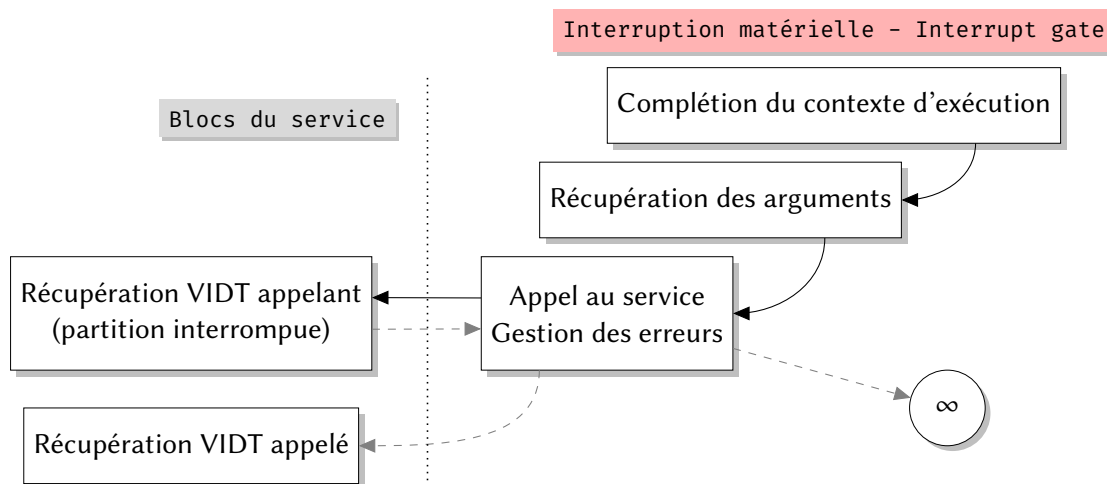 Interruption matérielle – Interrupt gate
Complétion du contexte d'exécution
Blocs du service
Récupération des arguments
Récupération VIDT appelant
(partition interrompue)
Appel au service
Gestion des erreurs
∞
Récupération VIDT appelé